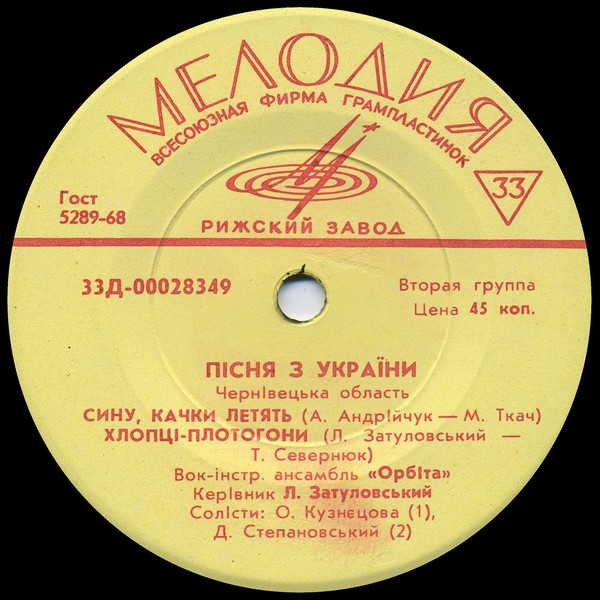 МЕЛОДИЯ
ВСЕСОЮЗНАЯ ФИРМА ГРАМПЛАСТИНОК
33
Гост
5289-68
РИЖСКИЙ ЗАВОД
33Д-00028349
Вторая группа
Цена 45 коп.
ПІСНЯ З УКРАЇНИ
Чернівецька область
СИНУ, КАЧКИ ЛЕТЯТЬ (А. Андрійчук — М. Ткач)
ХЛОПЦІ-ПЛОТОГОНИ (Л. Затуловський —
Т. Севернюк)
Вок-інстр. ансамбль «Орбіта»
Керівник Л. Затуловський
Солісти: О. Кузнєцова (1),
Д. Степановський (2)